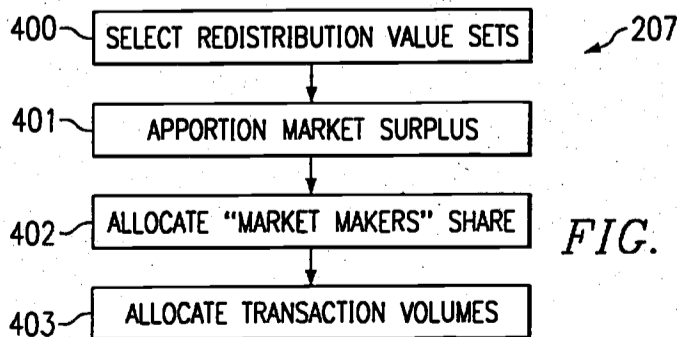 400 SELECT REDISTRIBUTION VALUE SETS 207
401 APPORTION MARKET SURPLUS
402 ALLOCATE "MARKET MAKERS" SHARE
FIG.
403 ALLOCATE TRANSACTION VOLUMES